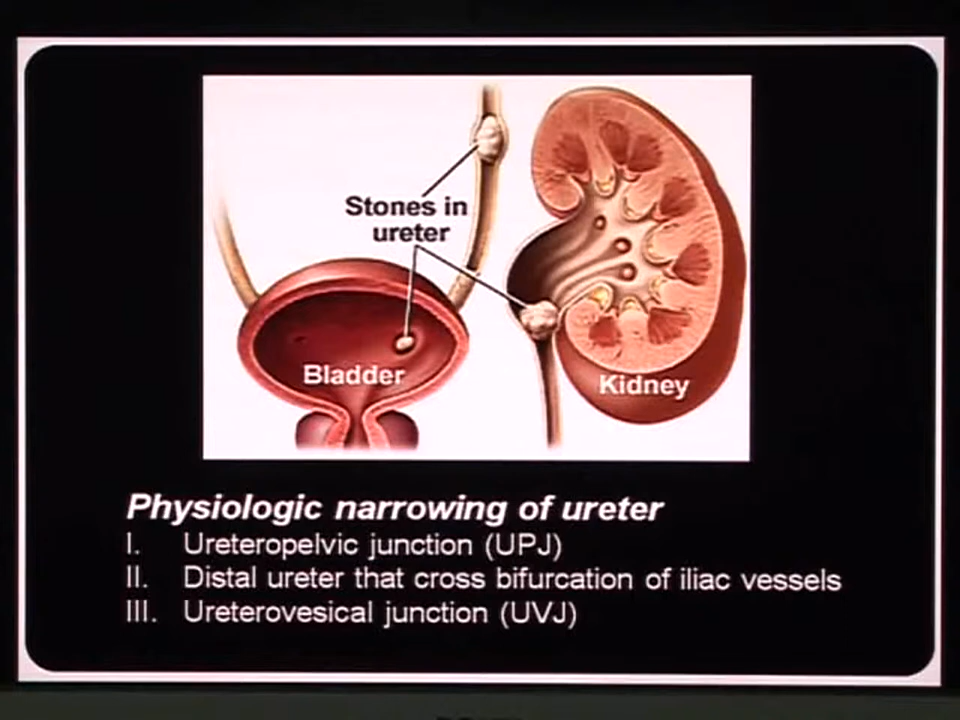 Stones in
ureter
Bladder
Kidney
Physiologic narrowing of ureter
I. Ureteropelvic junction (UPJ)
II. Distal ureter that cross bifurcation of iliac vessels
III. Ureterovesical junction (UVJ)